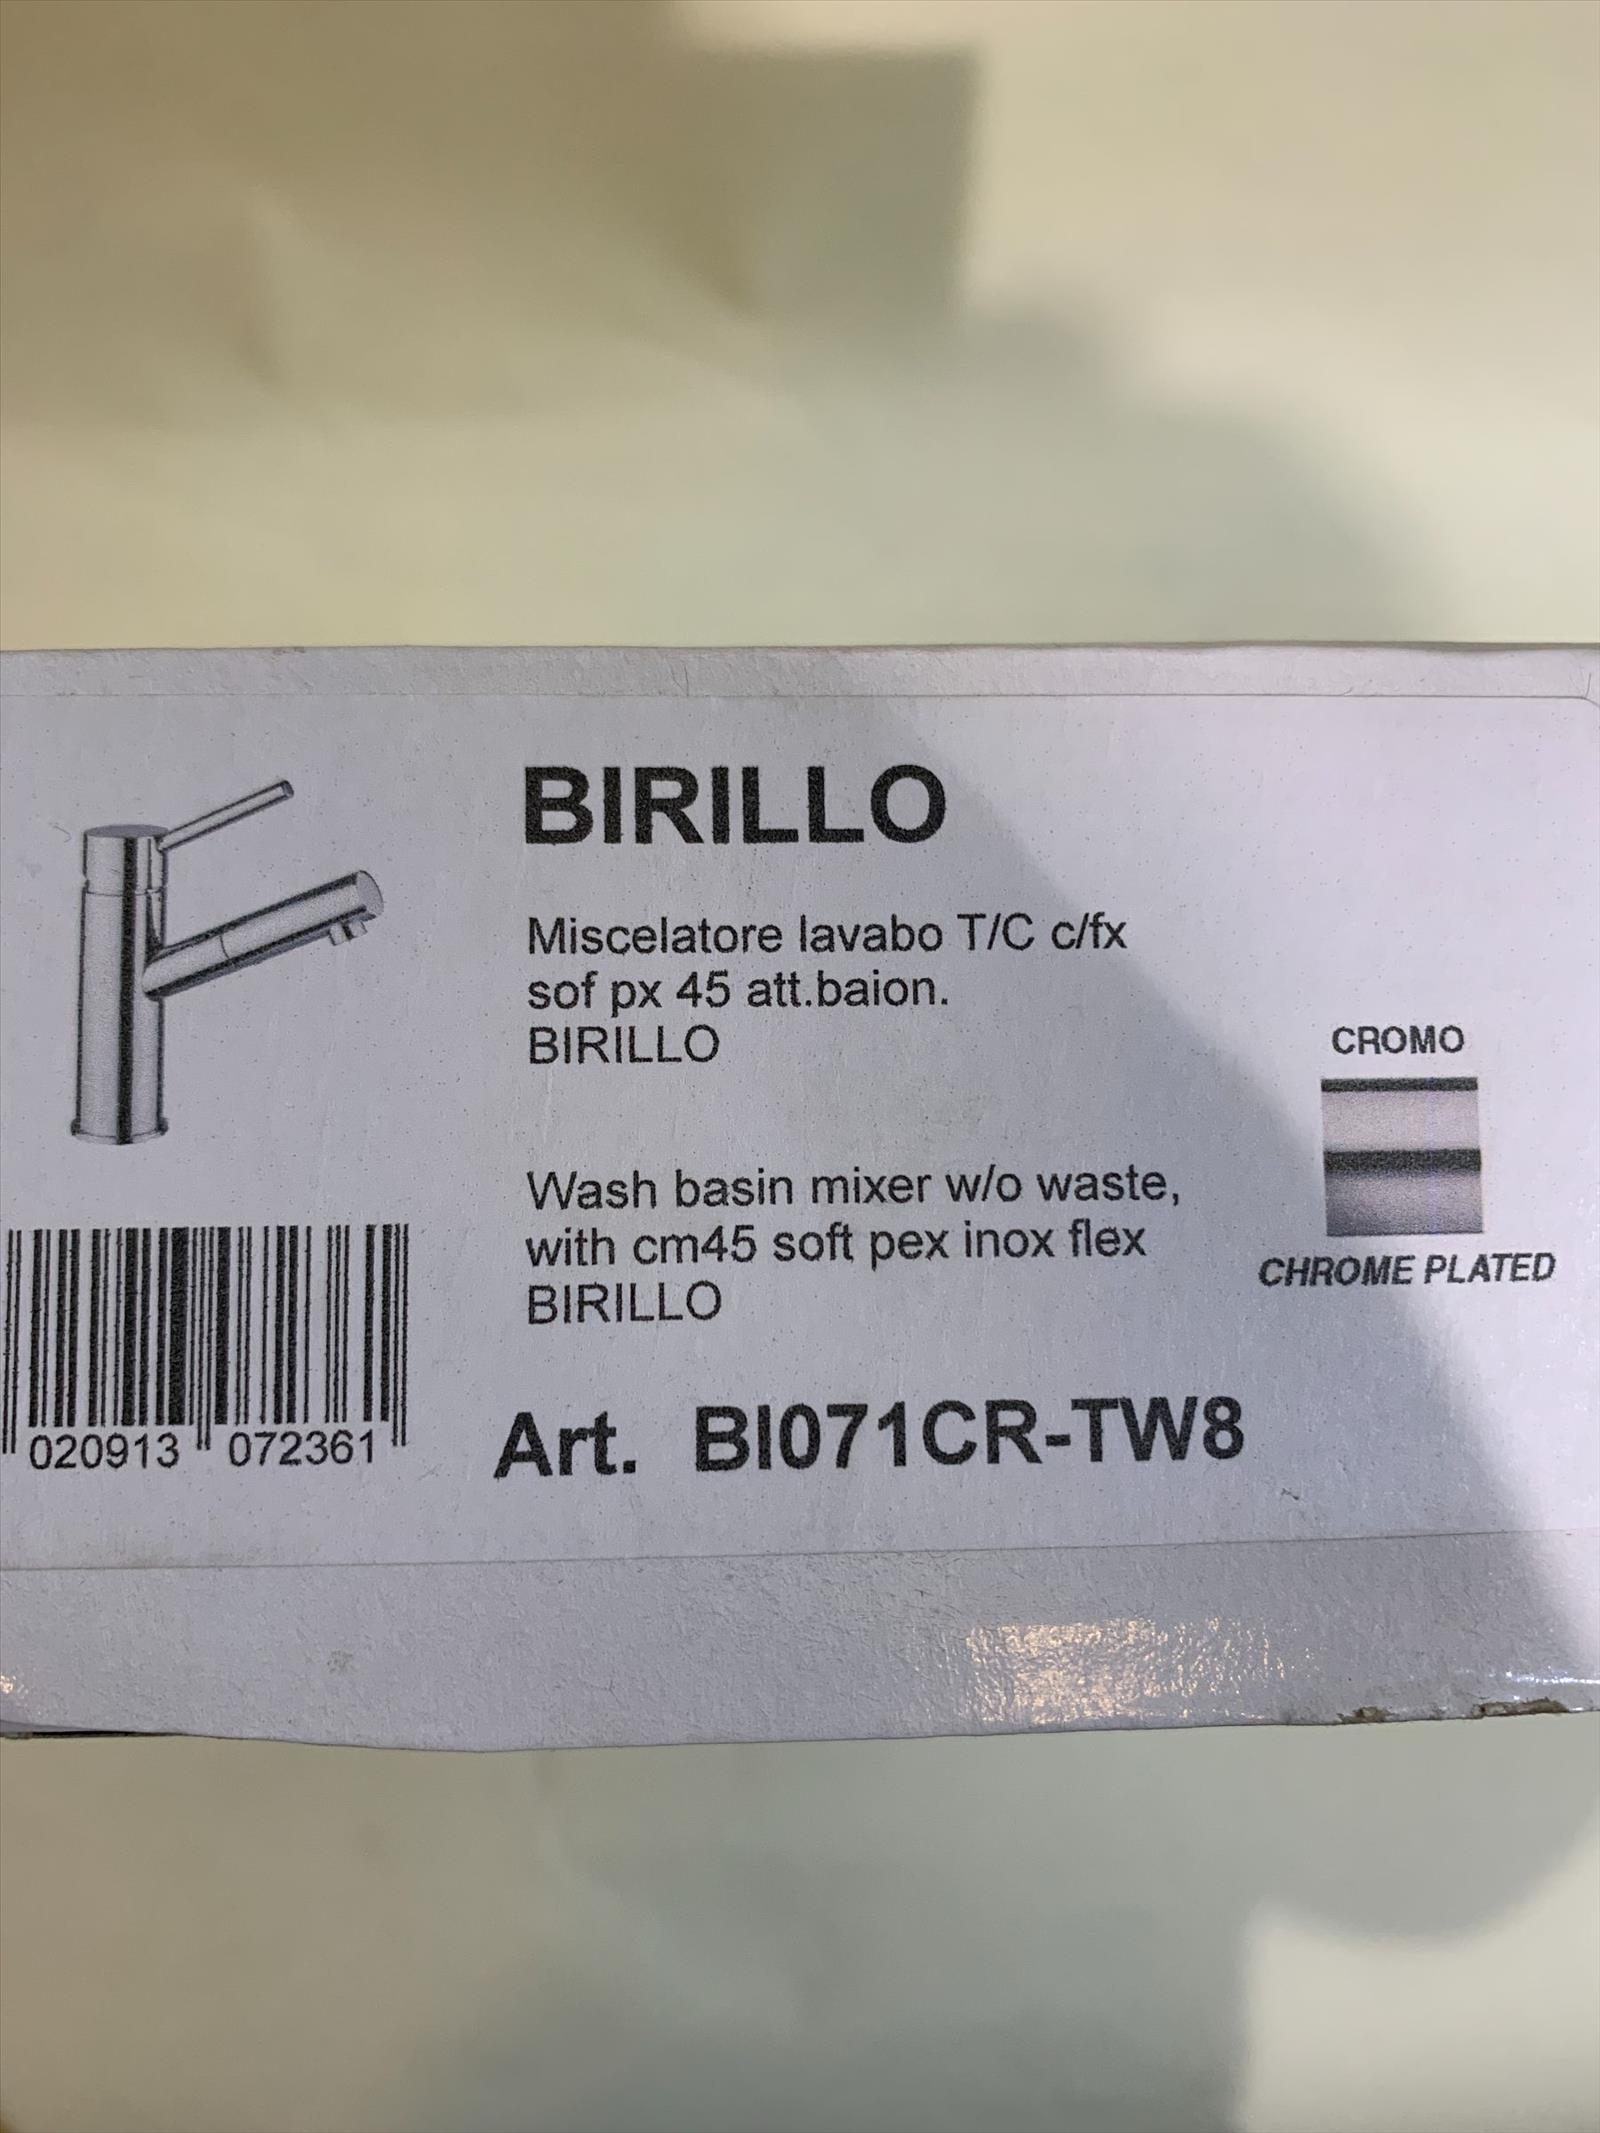 BIRILLO
Miscelatore lavabo T/C c/fx
sof px 45 att.baion.
BIRILLO
CROMO
Wash basin mixer w/o waste,
with cm45 soft pex inox flex
BIRILLO
CHROME PLATED
020913 072361
Art. BI071CR-TW8